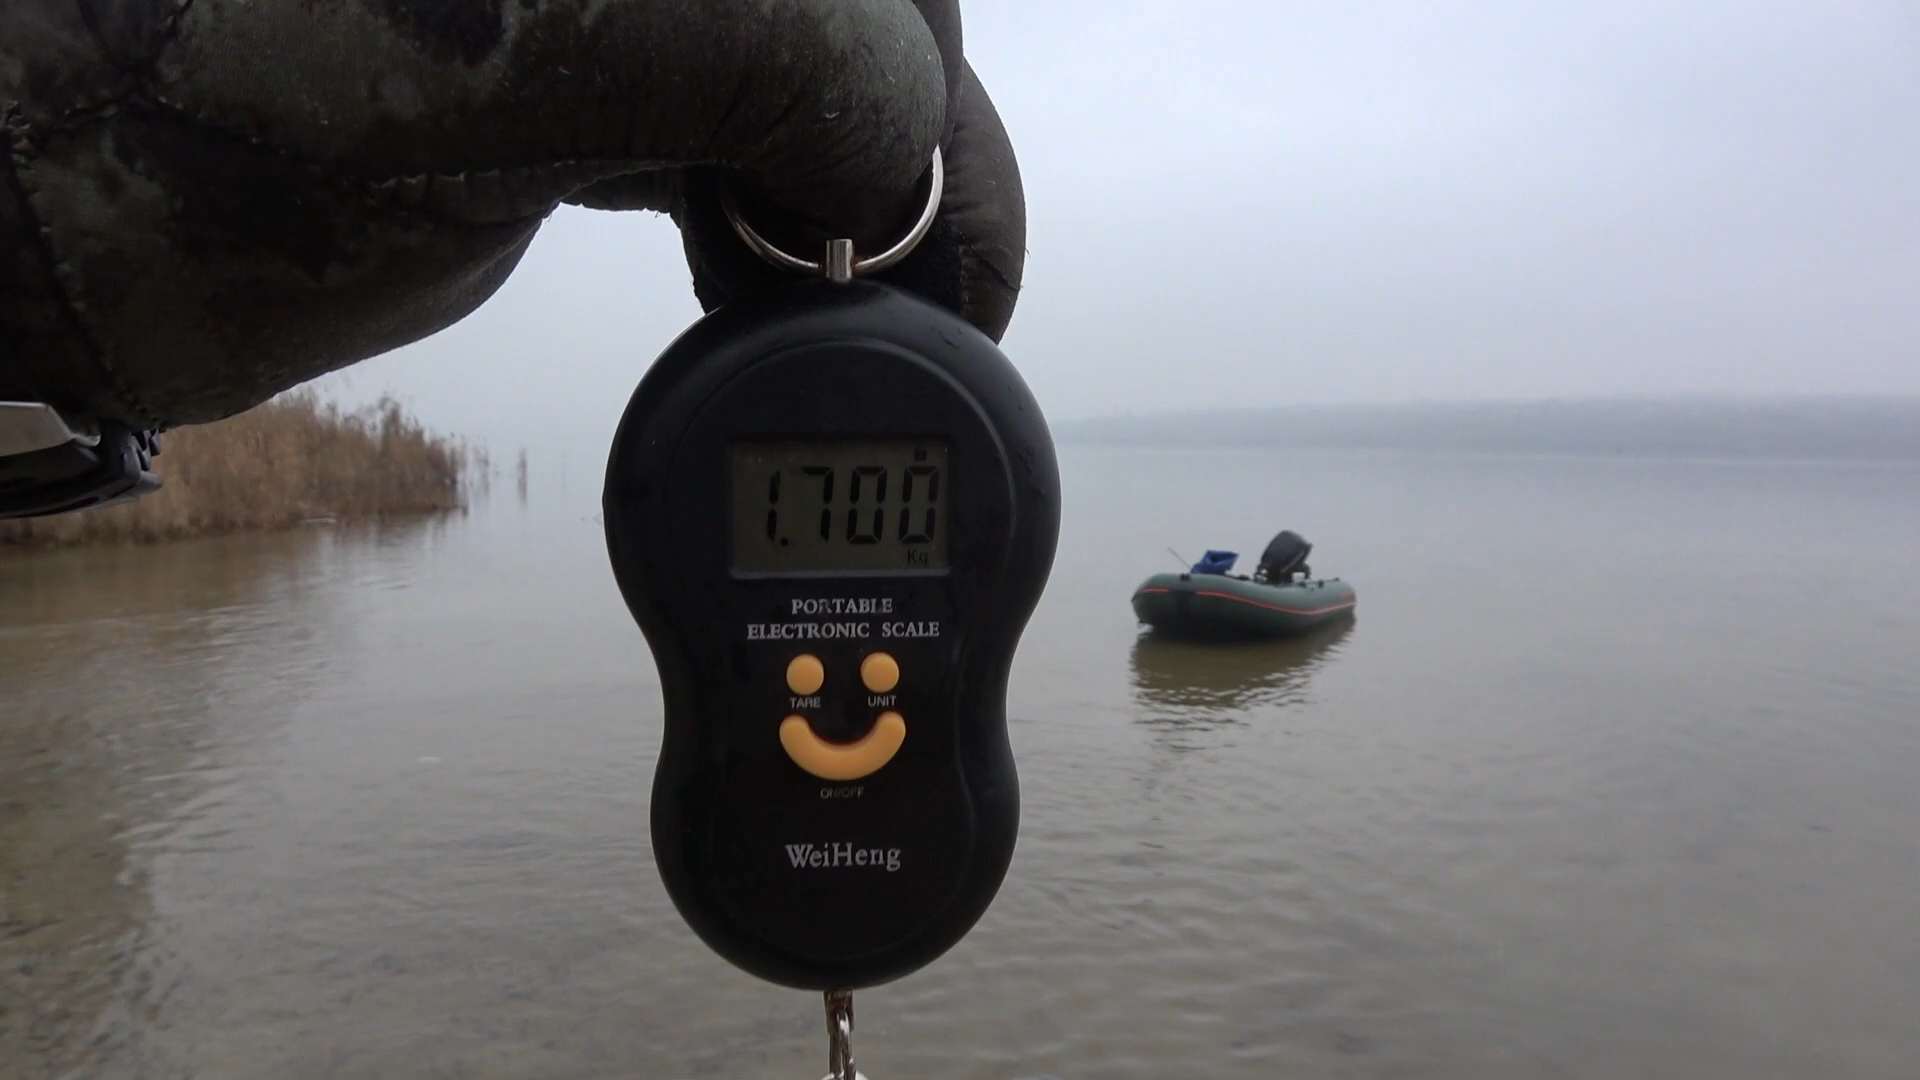 1.700
Kg
PORTABLE
ELECTRONIC SCALE
TARE UNIT
ON/OFF
WeiHeng